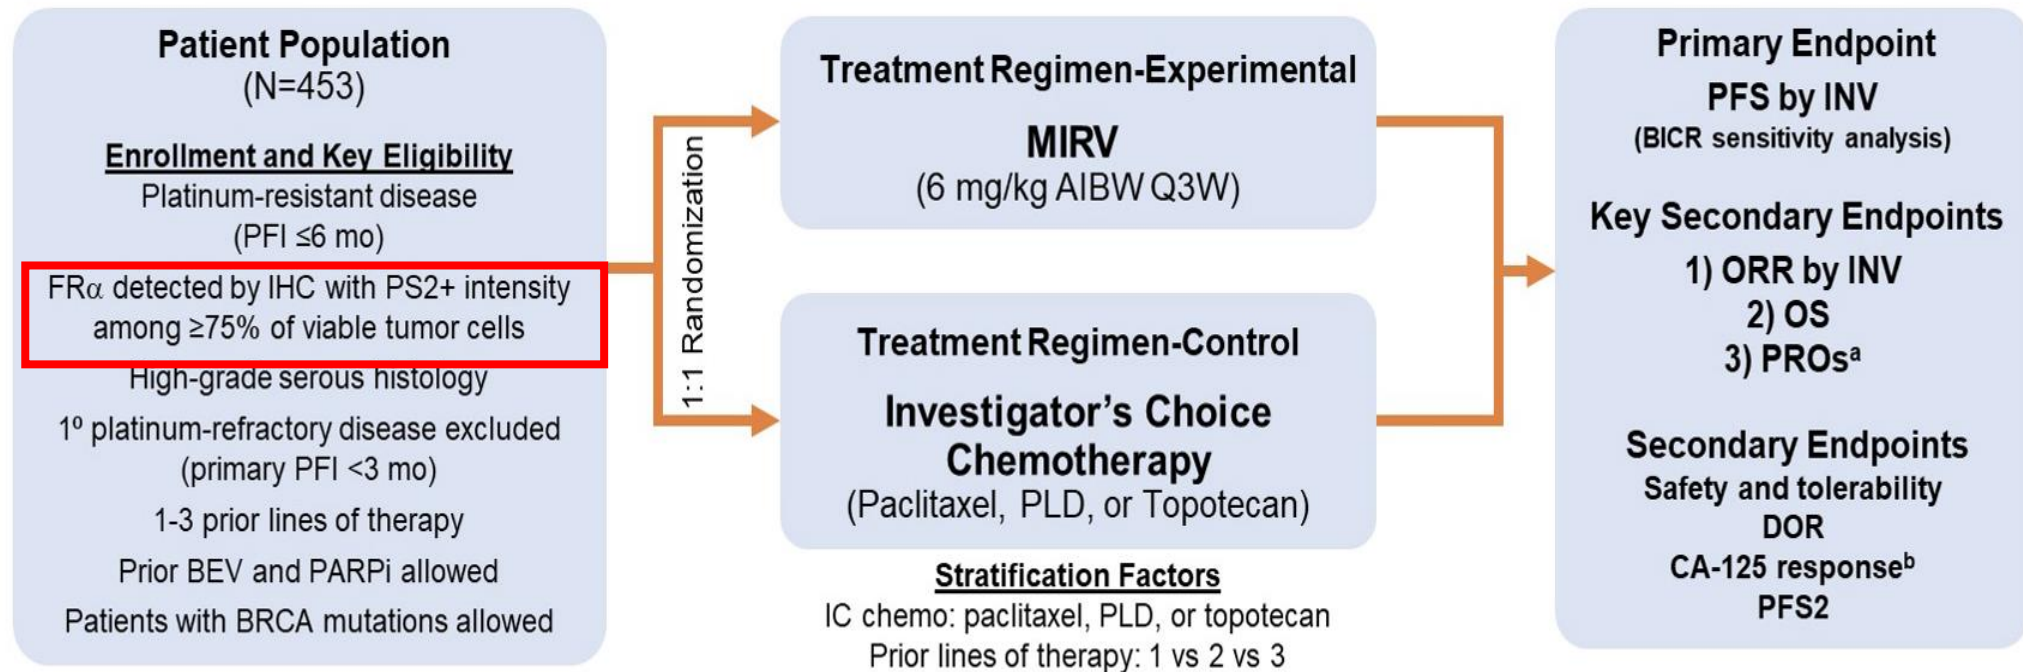 Patient Population
(N=453)
Enrollment and Key Eligibility
Platinum-resistant disease
(PFI ≤6 mo)
FRα detected by IHC with PS2+ intensity
among ≥75% of viable tumor cells
High-grade serous histology
1º platinum-refractory disease excluded
(primary PFI <3 mo)
1-3 prior lines of therapy
Prior BEV and PARPi allowed
Patients with BRCA mutations allowed
1:1 Randomization
Treatment Regimen-Experimental
MIRV
(6 mg/kg AIBW Q3W)
Treatment Regimen-Control
Investigator's Choice
Chemotherapy
(Paclitaxel, PLD, or Topotecan)
Stratification Factors
IC chemo: paclitaxel, PLD, or topotecan
Prior lines of therapy: 1 vs 2 vs 3
Primary Endpoint
PFS by INV
(BICR sensitivity analysis)
Key Secondary Endpoints
1) ORR by INV
2) OS
3) PROsᵃ
Secondary Endpoints
Safety and tolerability
DOR
CA-125 responseᵇ
PFS2